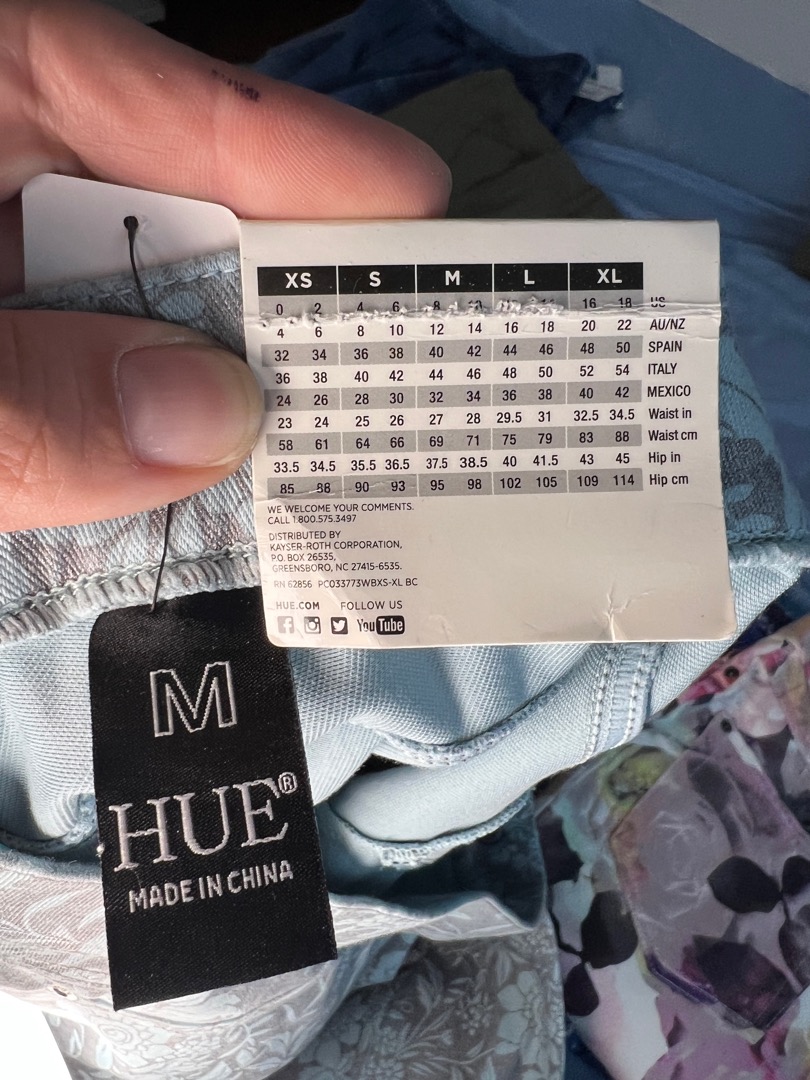 XS S M L XL
0 2 4 6 8 16 18 US
4 6 8 10 12 14 16 18 20 22 AU/NZ
32 34 36 38 40 42 44 46 48 50 SPAIN
36 38 40 42 44 46 48 50 52 54 ITALY
24 26 28 30 32 34 36 38 40 42 MEXICO
23 24 25 26 27 28 29.5 31 32.5 34.5 Waist in
58 61 64 66 69 71 75 79 83 88 Waist cm
33.5 34.5 35.5 36.5 37.5 38.5 40 41.5 43 45 Hip in
85 88 90 93 95 98 102 105 109 114 Hip cm
WE WELCOME YOUR COMMENTS.
CALL 1.800.575.3497
DISTRIBUTED BY
KAYSER-ROTH CORPORATION,
P.O. BOX 26535,
GREENSBORO, NC 27415-6535.
RN 62856 PC033773WBXS-XL BC
HUE.COM FOLLOW US
YouTube
M
HUE®
MADE IN CHINA